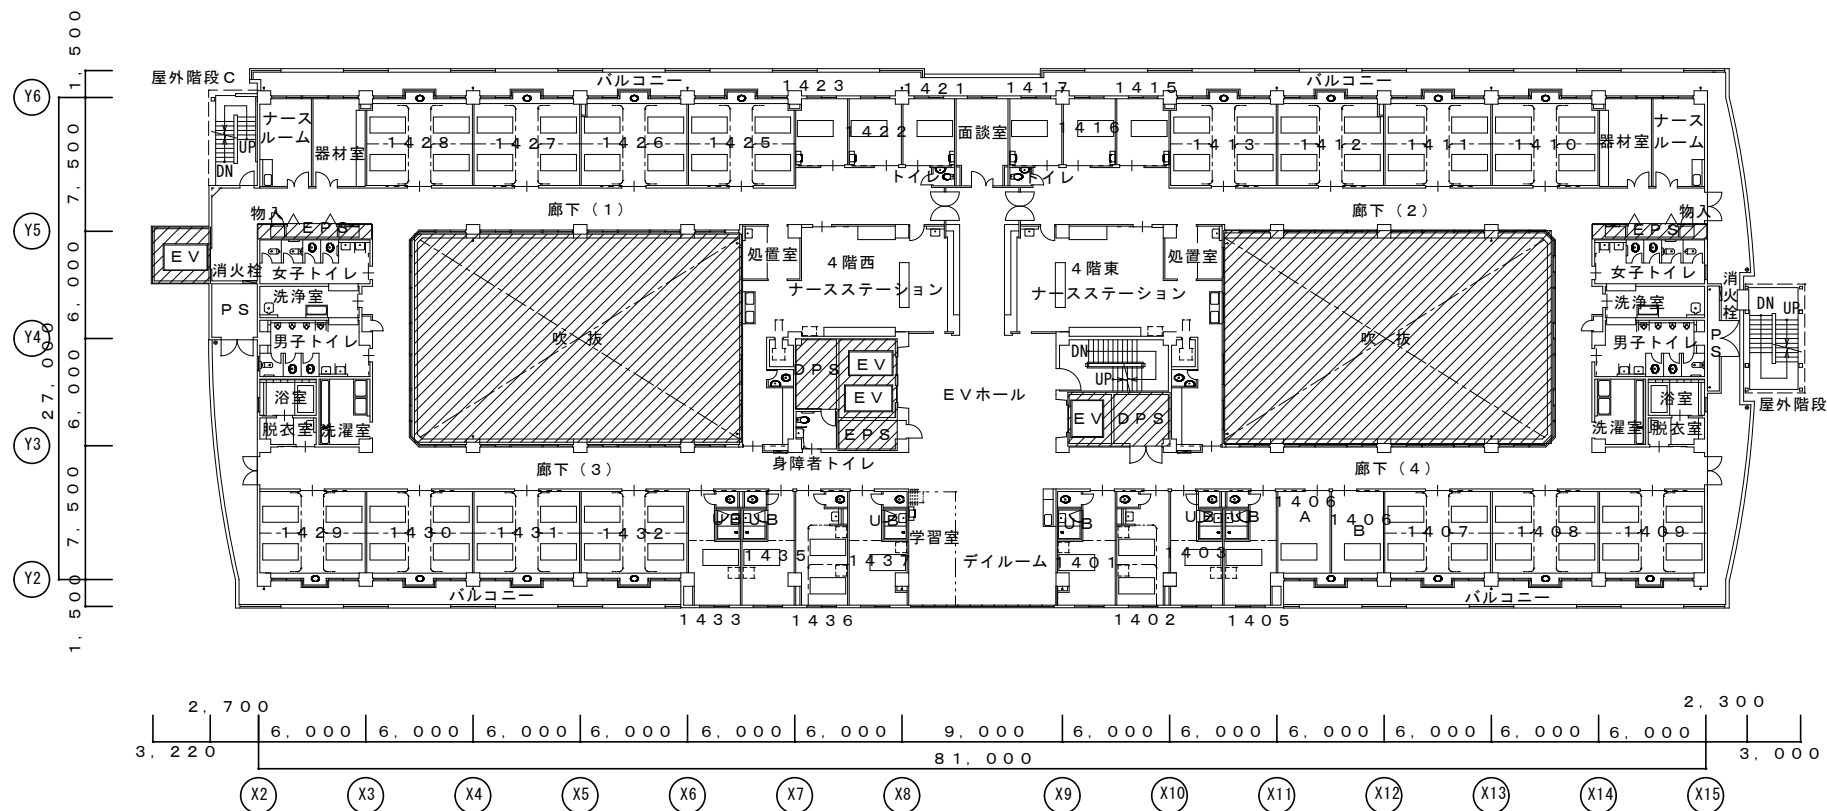 1,500
屋外階段C
バルコニー
1423
1421
1417
1415
バルコニー
Y6
ナース
ルーム
UP
DN
器材室
1428
1427
1426
1425
1422
面談室
1416
1413
1412
1411
1410
器材室
ナース
ルーム
7,500
トイレ
トイレ
物入
廊下(1)
廊下(2)
物入
Y5
EPS
EPS
EV
消火栓
女子トイレ
処置室
4階西
ナースステーション
4階東
ナースステーション
処置室
女子トイレ
消火栓
6,000
洗浄室
洗浄室
PS
DN
UP
Y4
男子トイレ
吹抜
DPS
EV
DN
UP
吹抜
男子トイレ
PS
27,000
6,000
浴室
EV
EVホール
EV
DPS
浴室
屋外階段
脱衣室
洗濯室
EPS
洗濯室
脱衣室
Y3
廊下(3)
身障者トイレ
廊下(4)
7,500
1429
1430
1431
1432
UB
UB
1435
UB
1437
学習室
デイルーム
UB
1401
UB
UB
1403
1406
A
1406
B
1407
1408
1409
Y2
バルコニー
バルコニー
1,500
1433
1436
1402
1405
2,700
2,300
6,000
6,000
6,000
6,000
6,000
6,000
9,000
6,000
6,000
6,000
6,000
6,000
6,000
3,220
81,000
3,000
X2
X3
X4
X5
X6
X7
X8
X9
X10
X11
X12
X13
X14
X15